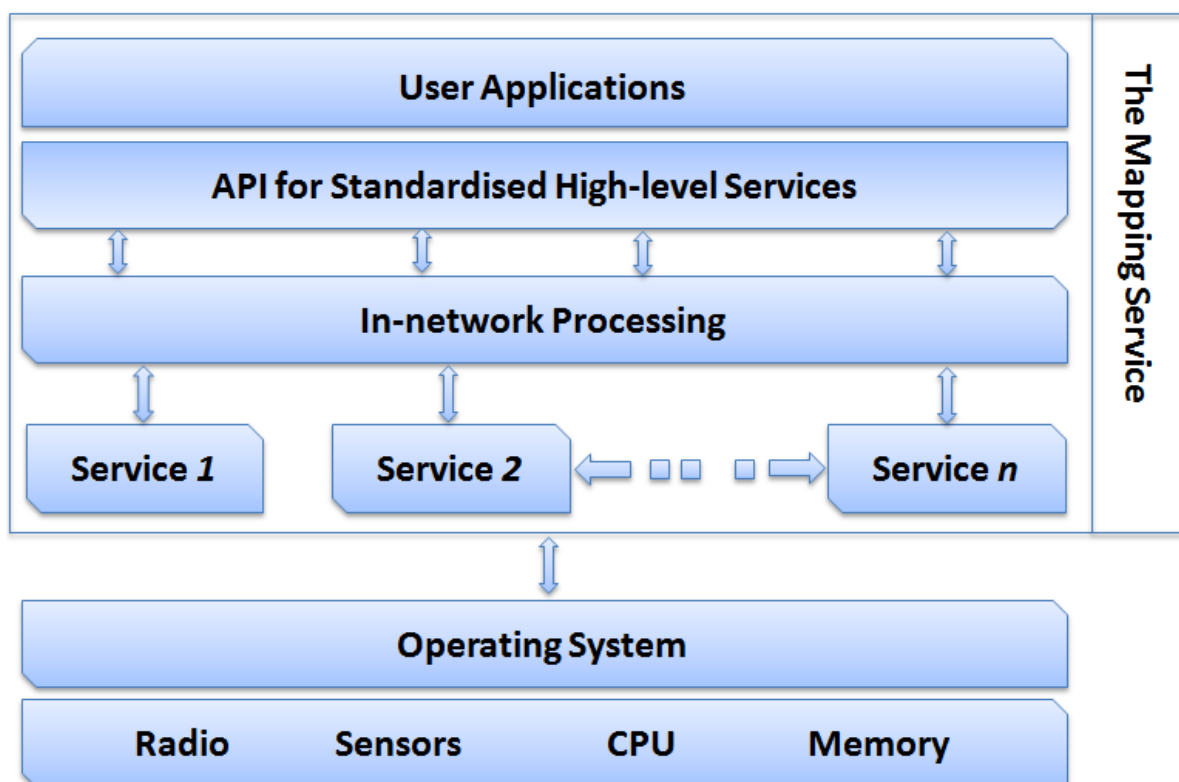 User Applications
API for Standardised High-level Services
In-network Processing
Service 1
Service 2
Service n
The Mapping Service
Operating System
Radio Sensors CPU Memory